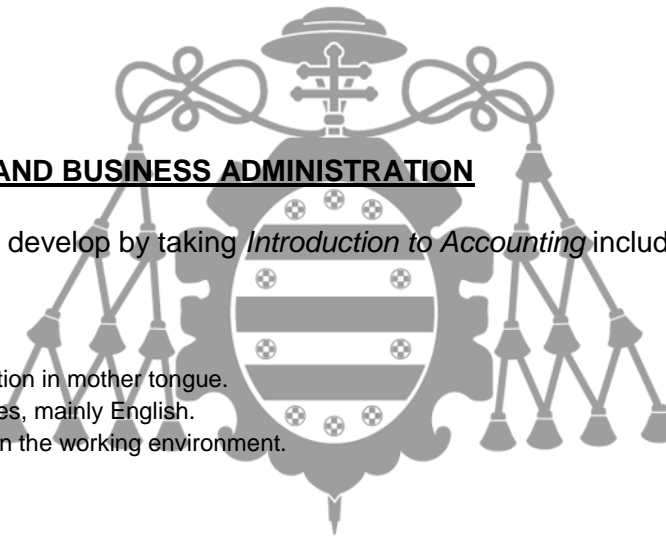 AND BUSINESS ADMINISTRATION
develop by taking Introduction to Accounting includ
tion in mother tongue.
es, mainly English.
n the working environment.